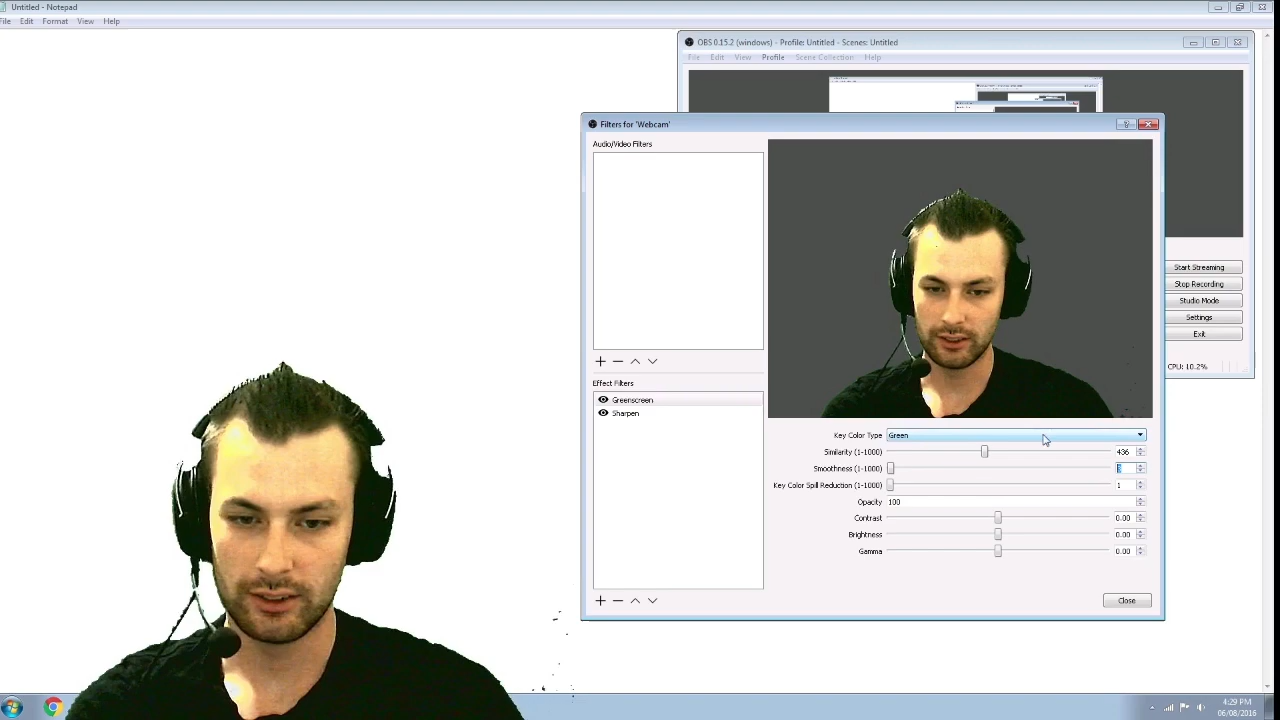 Untitled - Notepad
File Edit Format View Help
OBS 0.15.2 (windows) - Profile: Untitled - Scenes: Untitled
File Edit View Profile Scene Collection Help
Filters for 'Webcam'
Audio/Video Filters
Start Streaming
Stop Recording
Studio Mode
Settings
Exit
CPU: 10.2%
Effect Filters
Greenscreen
Sharpen
Key Color Type Green
Similarity (1-1000) 436
Smoothness (1-1000)
Key Color Spill Reduction (1-1000) 1
Opacity 100
Contrast 0.00
Brightness 0.00
Gamma 0.00
Close
4:29 PM
06/08/2016